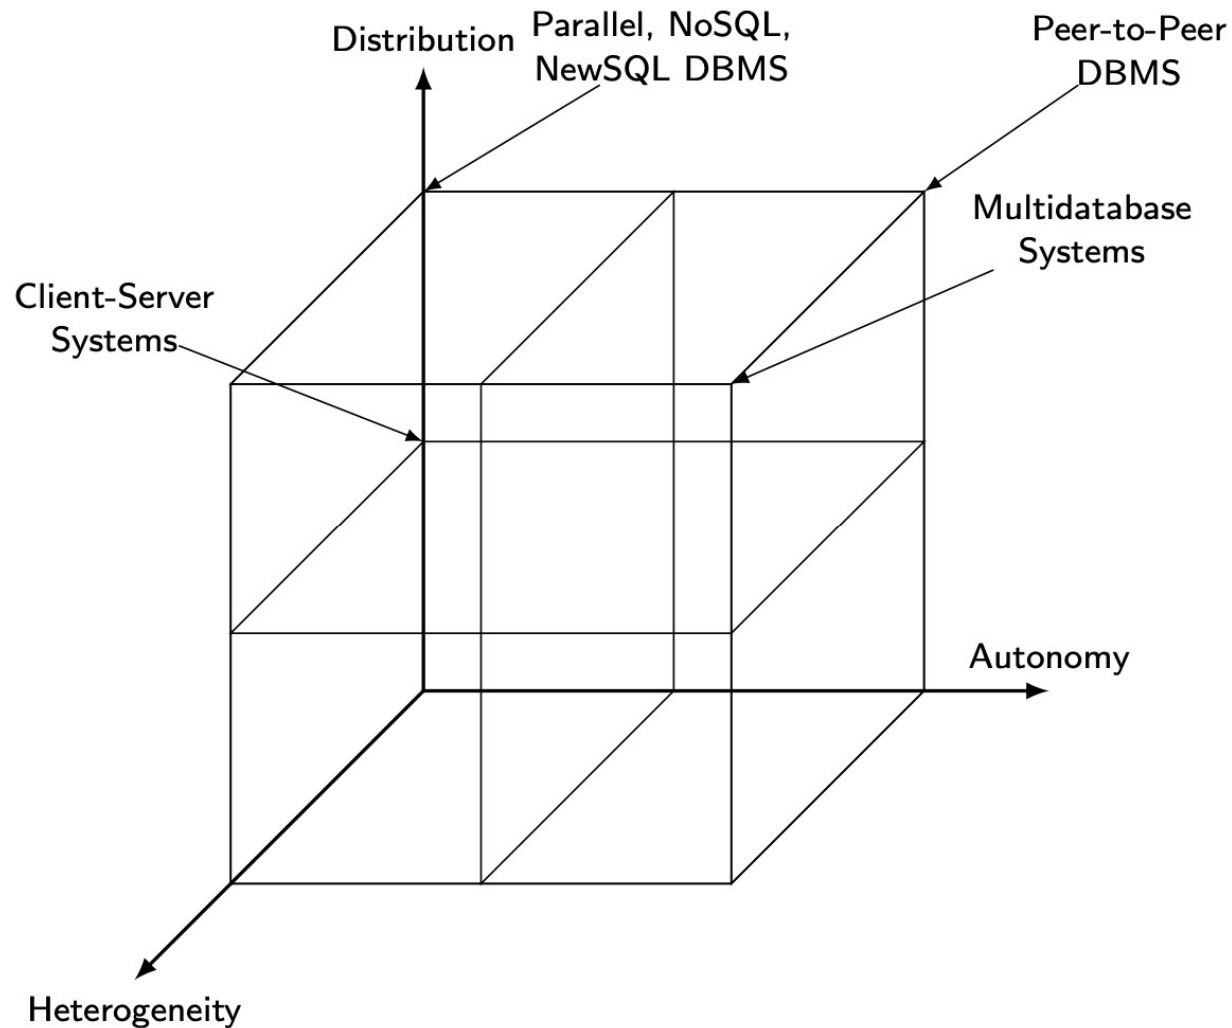 Distribution
Parallel, NoSQL,
NewSQL DBMS
Peer-to-Peer
DBMS
Multidatabase
Systems
Client-Server
Systems
Autonomy
Heterogeneity